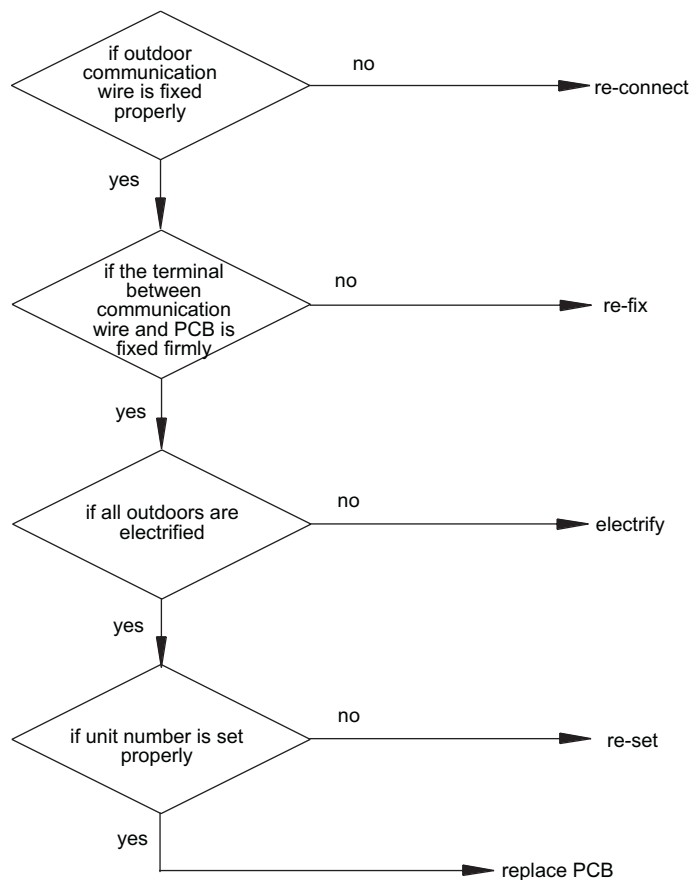 if outdoor
communication
wire is fixed
properly
no
re-connect
yes
if the terminal
between
communication
wire and PCB is
fixed firmly
no
re-fix
yes
if all outdoors are
electrified
no
electrify
yes
if unit number is set
properly
no
re-set
yes
replace PCB